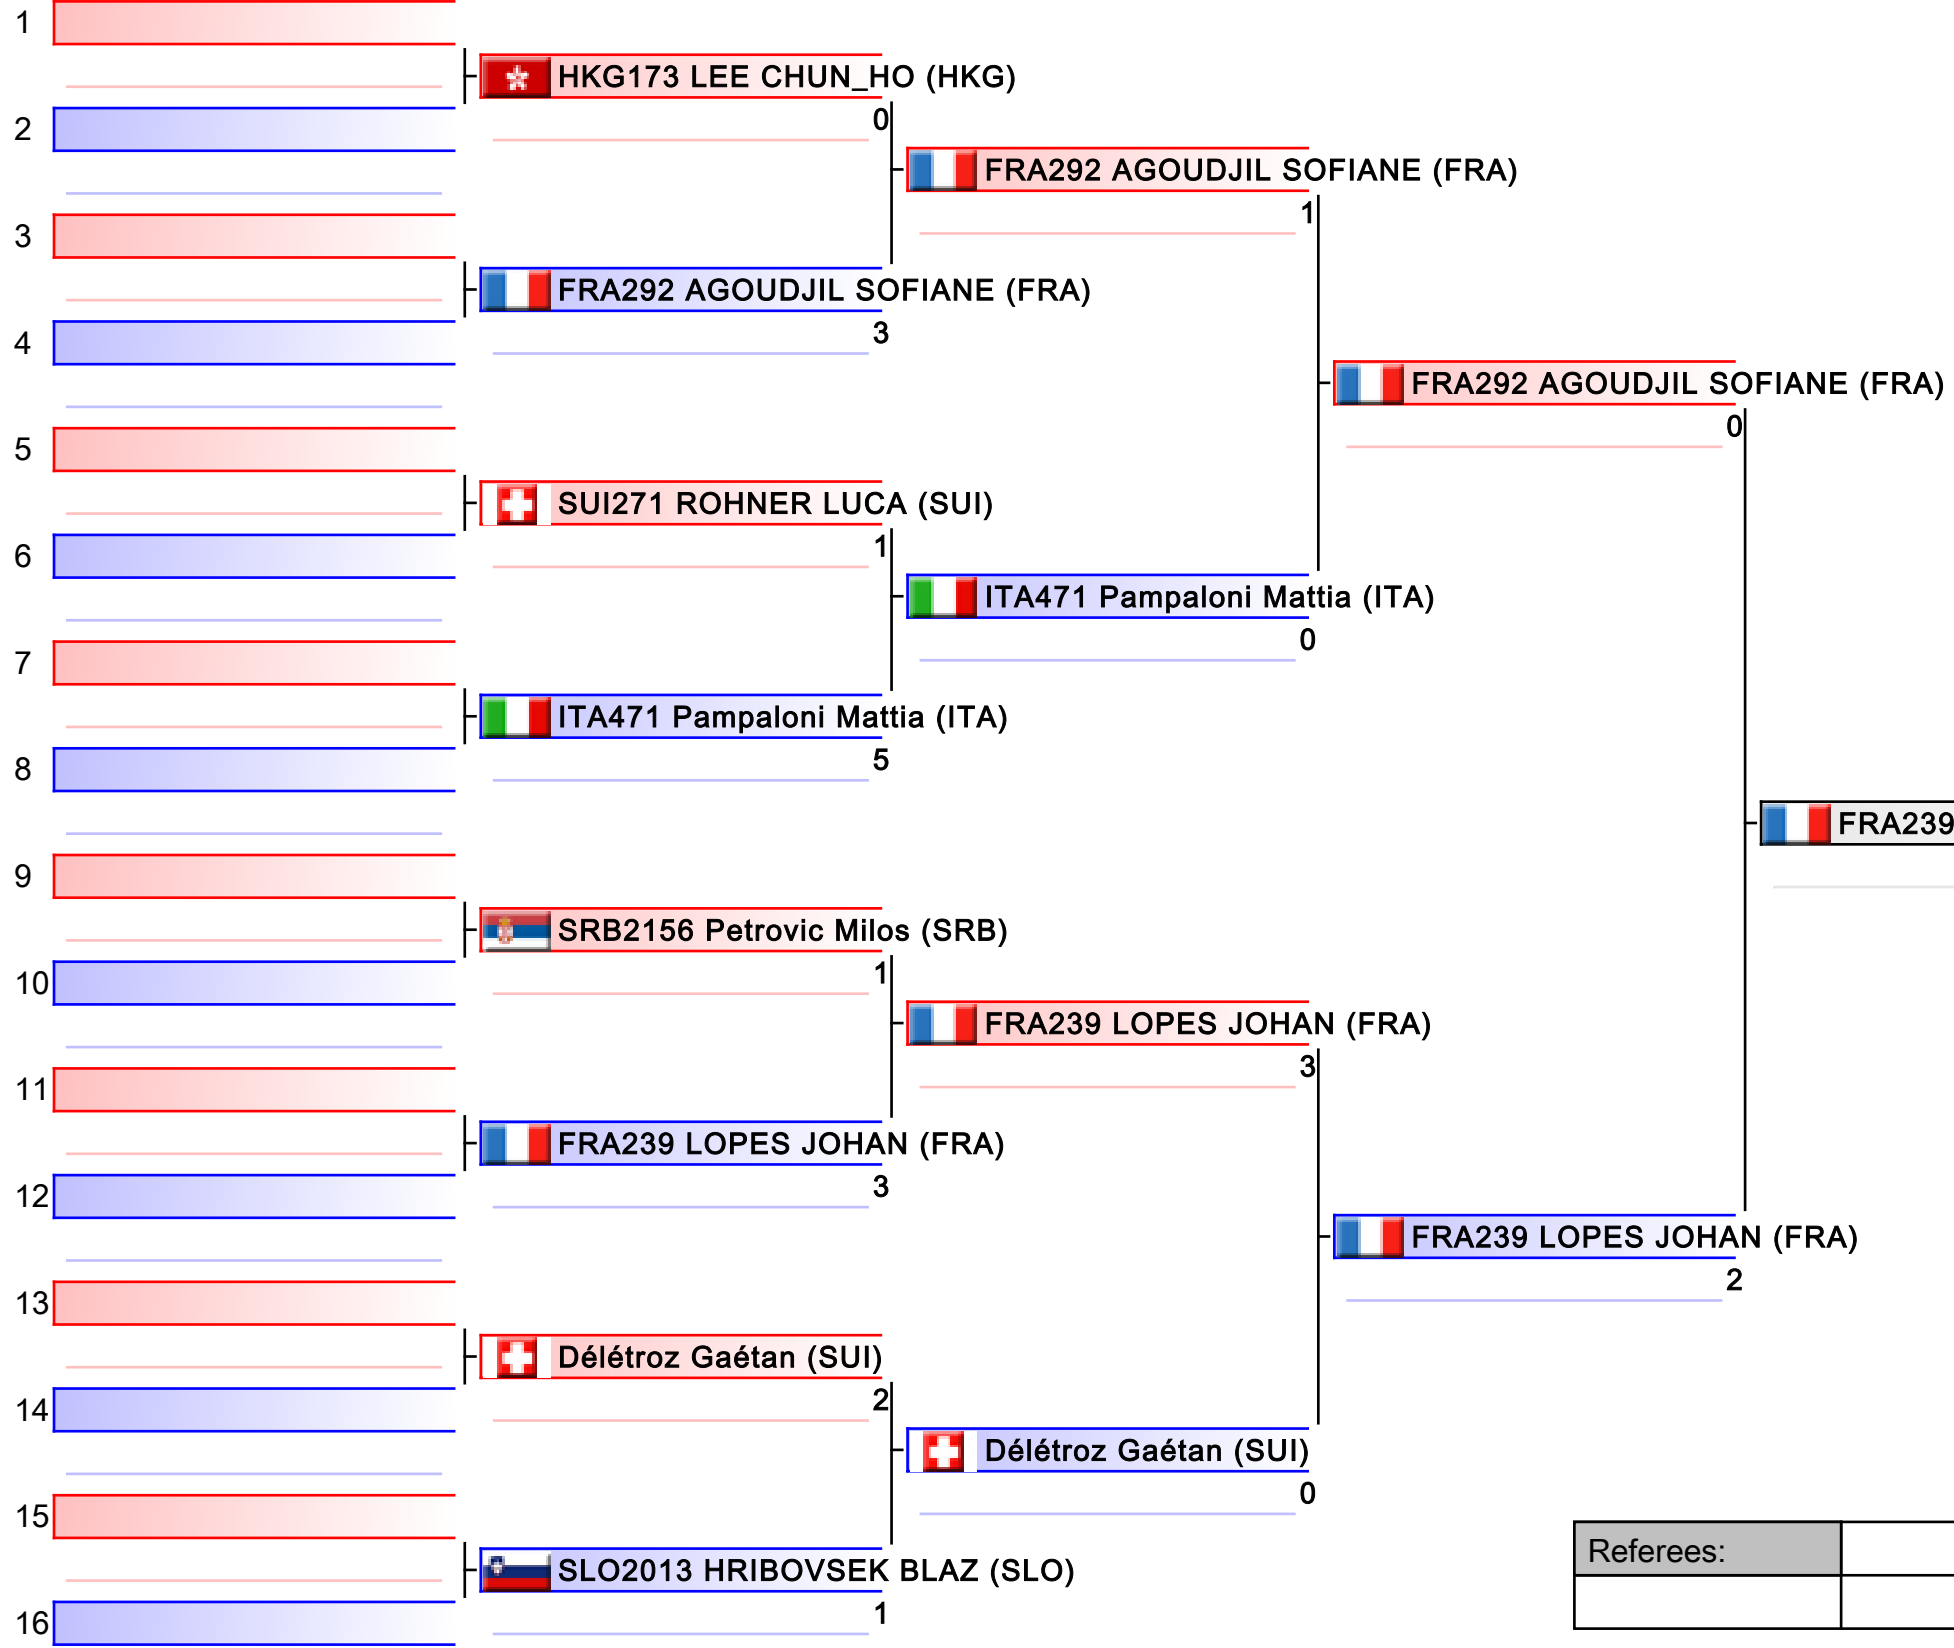 1
HKG173 LEE CHUN_HO (HKG)
0
2
FRA292 AGOUDJIL SOFIANE (FRA)
1
3
FRA292 AGOUDJIL SOFIANE (FRA)
3
4
FRA292 AGOUDJIL SOFIANE (FRA)
0
5
SUI271 ROHNER LUCA (SUI)
1
6
ITA471 Pampaloni Mattia (ITA)
0
7
ITA471 Pampaloni Mattia (ITA)
5
8
FRA239
9
SRB2156 Petrovic Milos (SRB)
1
10
FRA239 LOPES JOHAN (FRA)
3
11
FRA239 LOPES JOHAN (FRA)
3
12
FRA239 LOPES JOHAN (FRA)
2
13
Délétroz Gaétan (SUI)
2
14
Délétroz Gaétan (SUI)
0
15
Referees:
SLO2013 HRIBOVSEK BLAZ (SLO)
1
16